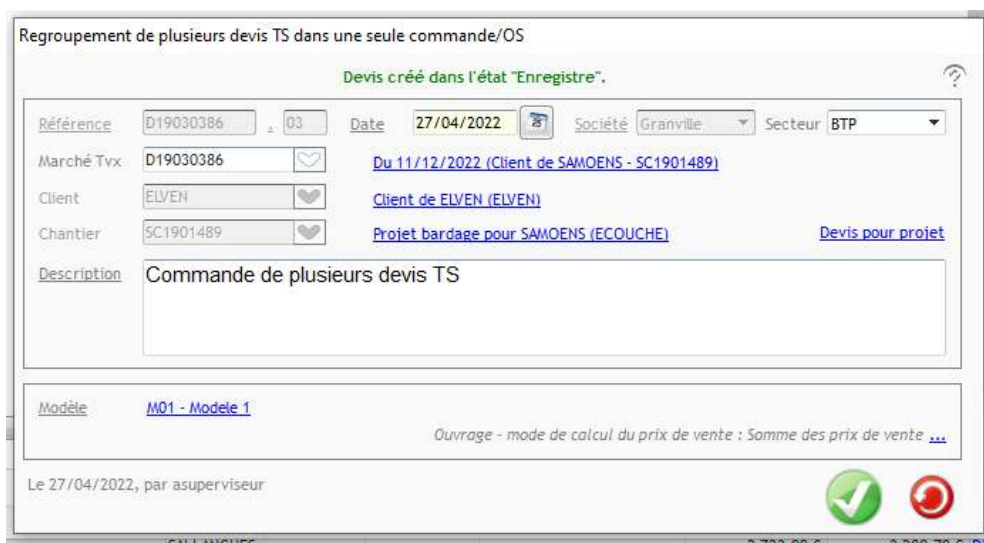 Regroupement de plusieurs devis TS dans une seule commande/OS
Devis créé dans l'état "Enregistre".
Référence D19030386 . 03 Date 27/04/2022 Société Granville Secteur BTP
Marché Tvx D19030386 Du 11/12/2022 (Client de SAMOENS - SC1901489)
Client ELVEN Client de ELVEN (ELVEN)
Chantier SC1901489 Projet bardage pour SAMOENS (ECOUCHE) Devis pour projet
Description Commande de plusieurs devis TS
Modèle M01 - Modele 1
Ouvrage - mode de calcul du prix de vente : Somme des prix de vente ...
Le 27/04/2022, par asuperviseur